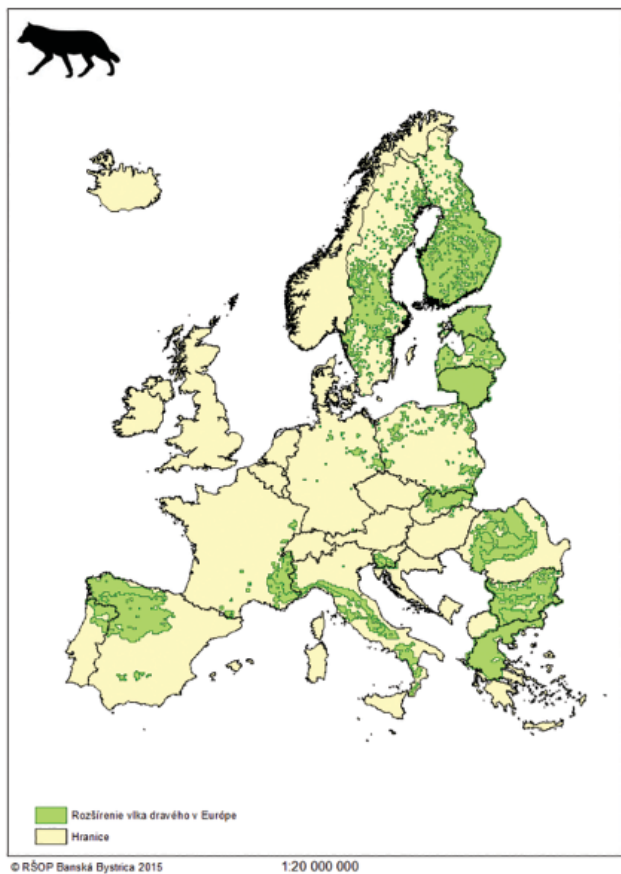 Rozšírenie vlka dravého v Európe
Hranice
© RŠOP Banská Bystrica 2015 1:20 000 000